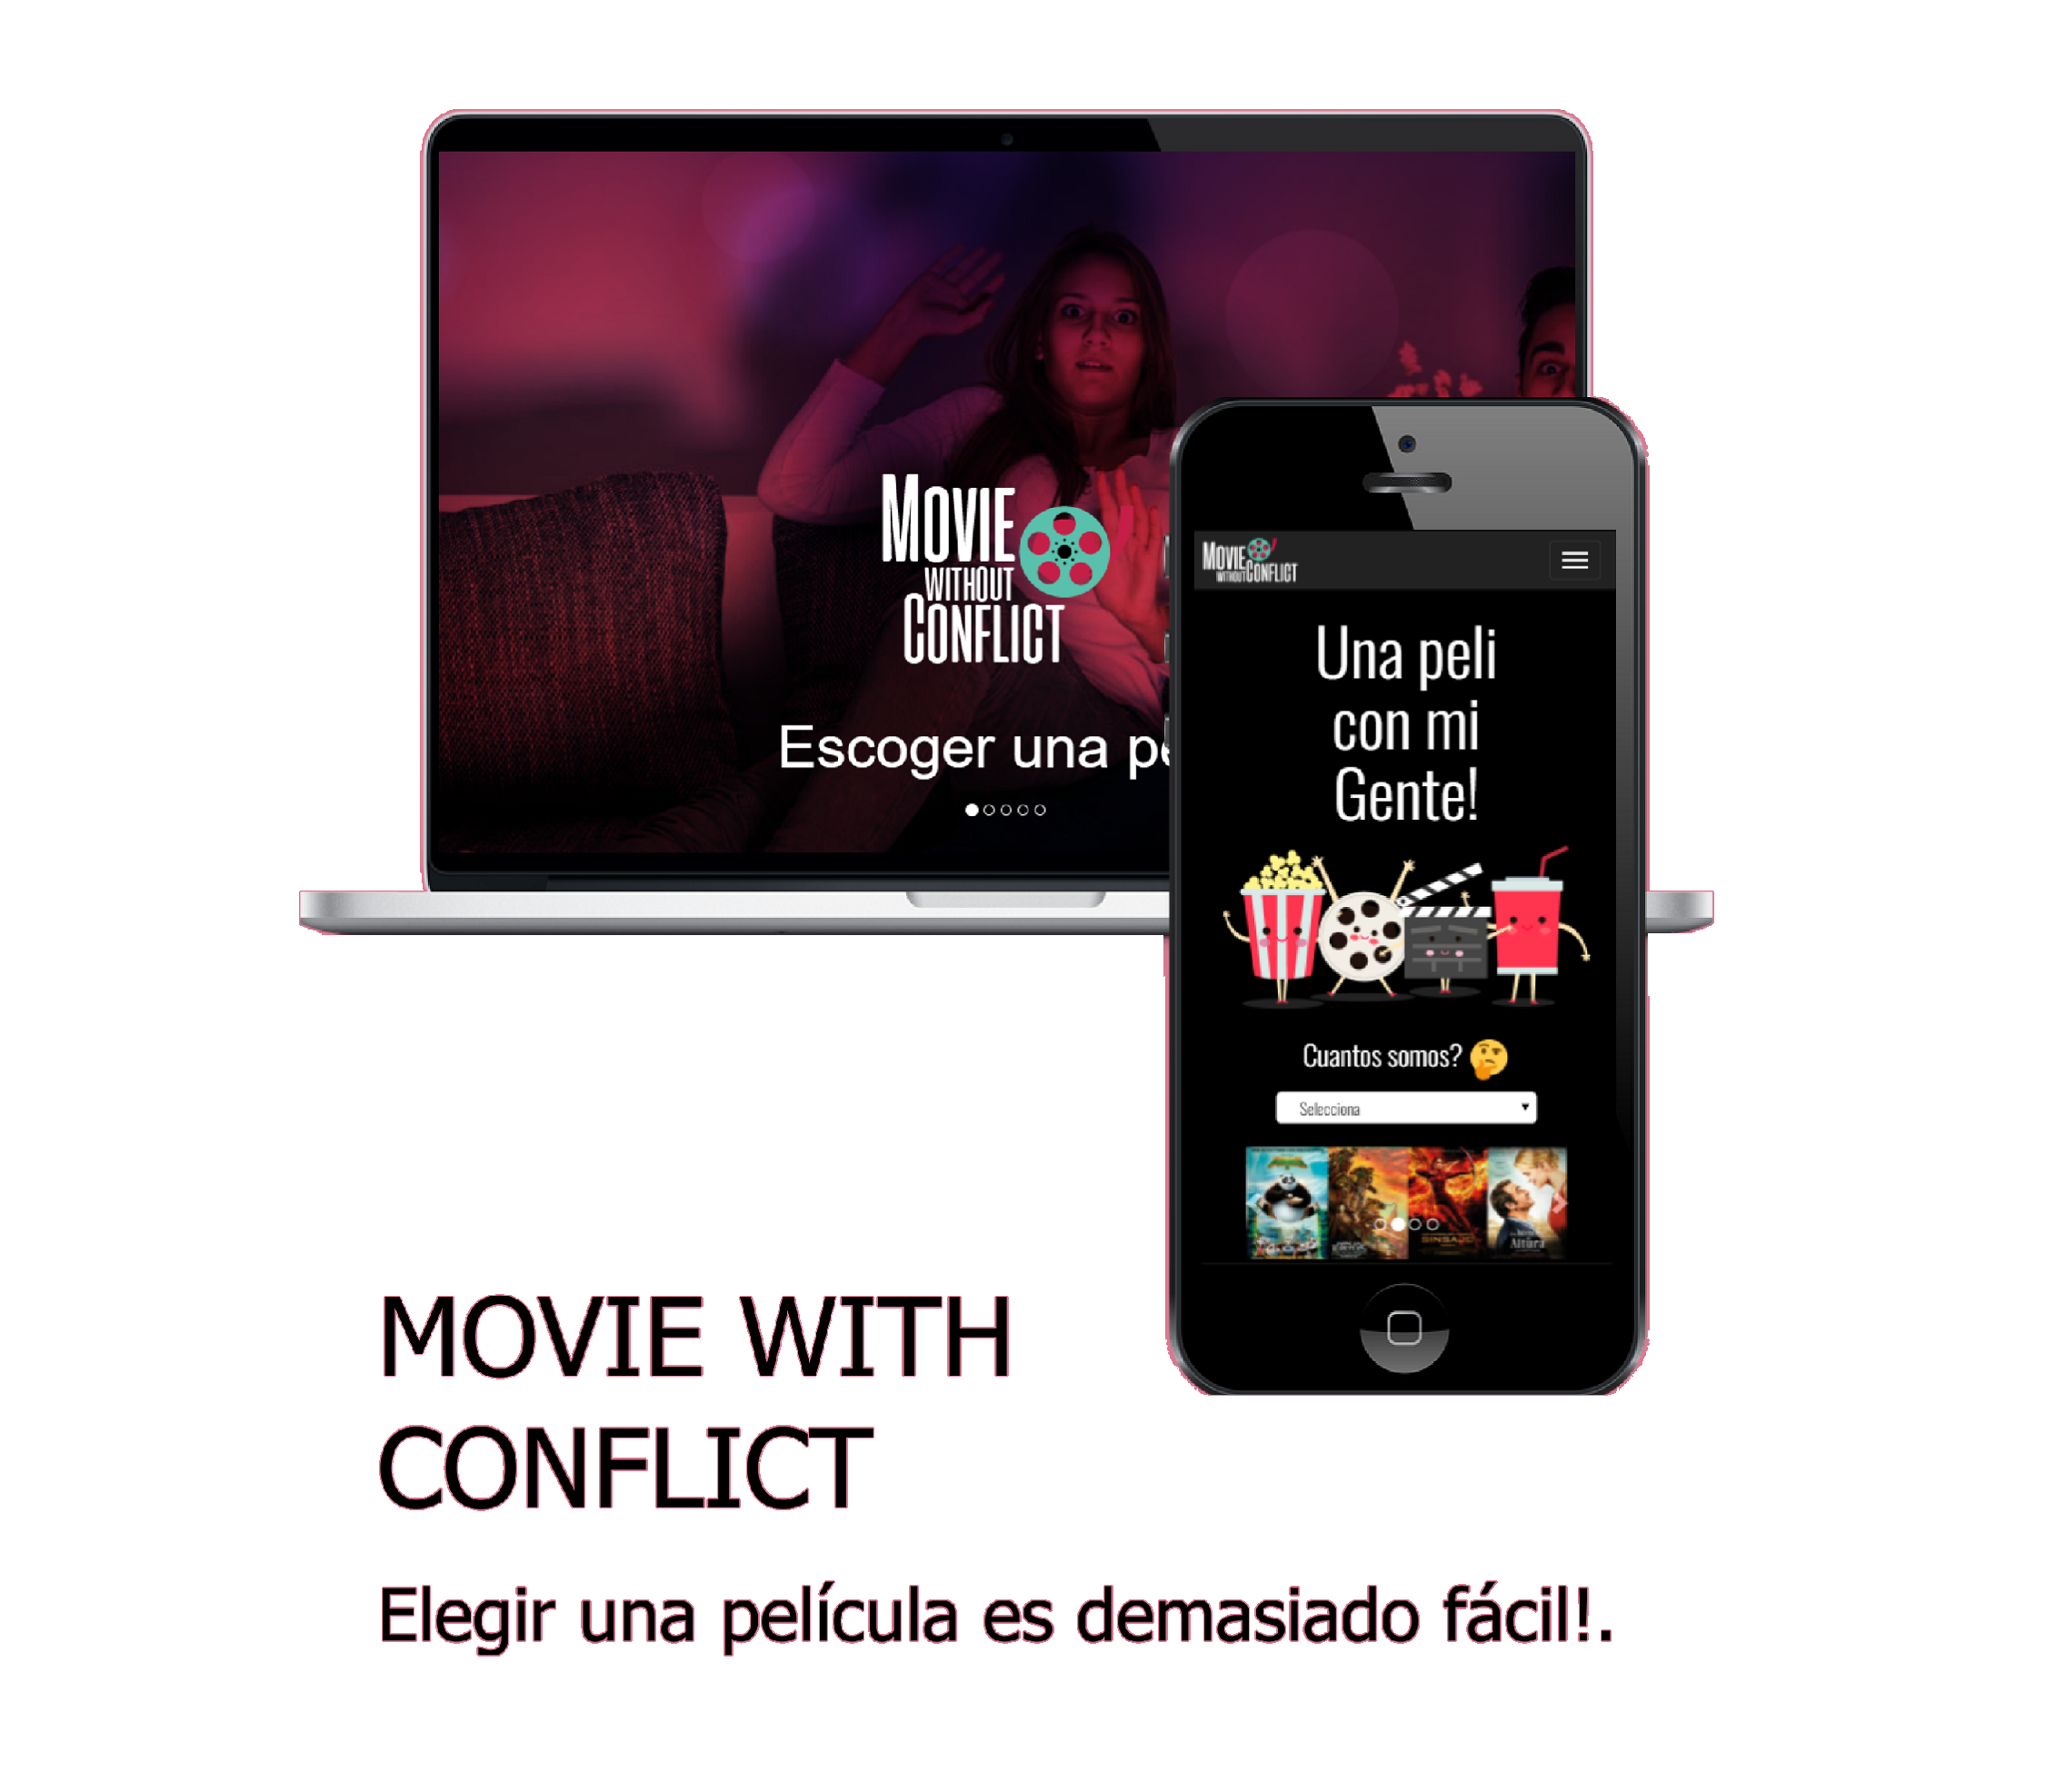 MOVIE
WITHOUT
CONFLICT
Escoger una pe
MOVIE
WITHOUT CONFLICT
Una peli
con mi
Gente!
Cuantos somos? 🤔
Selecciona
SINSAJO
Altura
MOVIE WITH
CONFLICT
Elegir una película es demasiado fácil!.